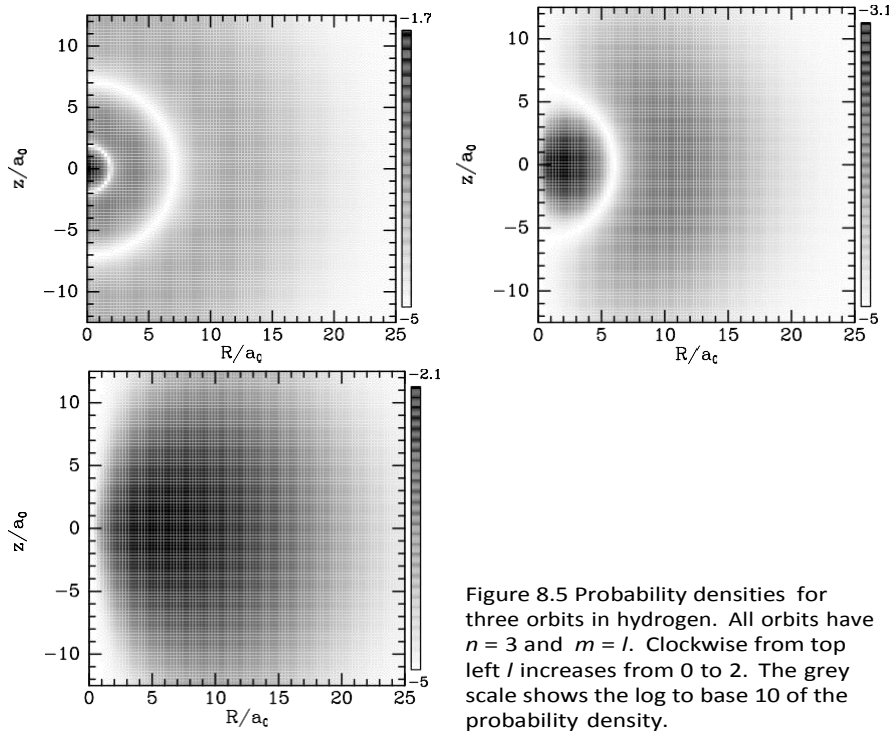 -1.7
10
5
0
-5
-10
z/a₀
0 5 10 15 20 25
R/a₀
-5
-3.1
10
5
0
-5
-10
z/a₀
0 5 10 15 20 25
R/a₀
-5
-2.1
10
5
0
-5
-10
z/a₀
0 5 10 15 20 25
R/a₀
-5
Figure 8.5 Probability densities for
three orbits in hydrogen. All orbits have
n = 3 and m = l. Clockwise from top
left l increases from 0 to 2. The grey
scale shows the log to base 10 of the
probability density.